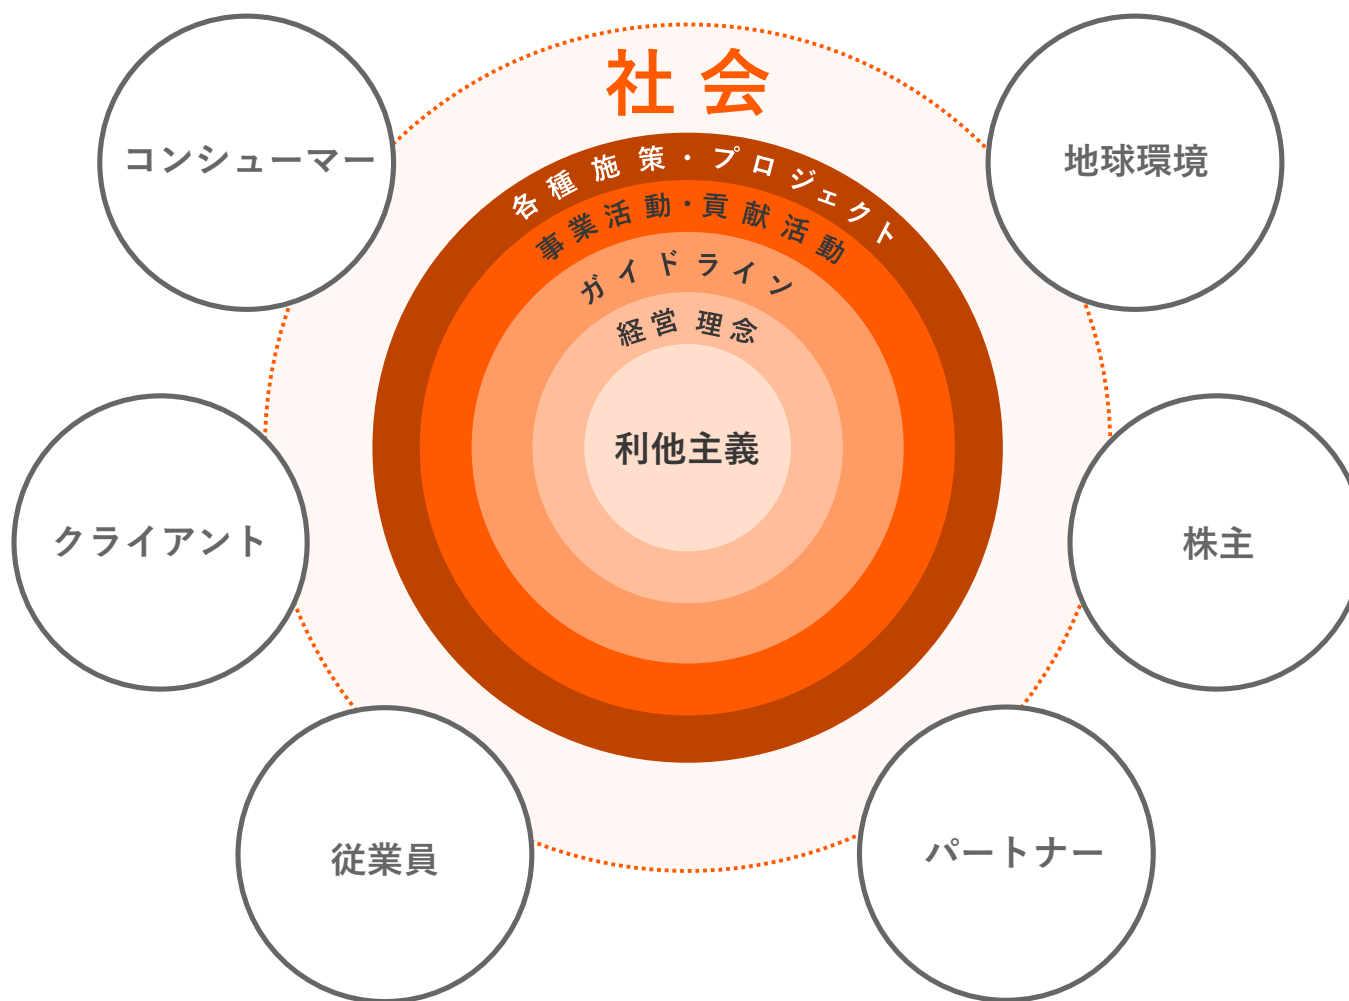 社会
各種施策・プロジェクト
事業活動・貢献活動
ガイドライン
経営理念
利他主義
コンシューマー
地球環境
クライアント
株主
従業員
パートナー